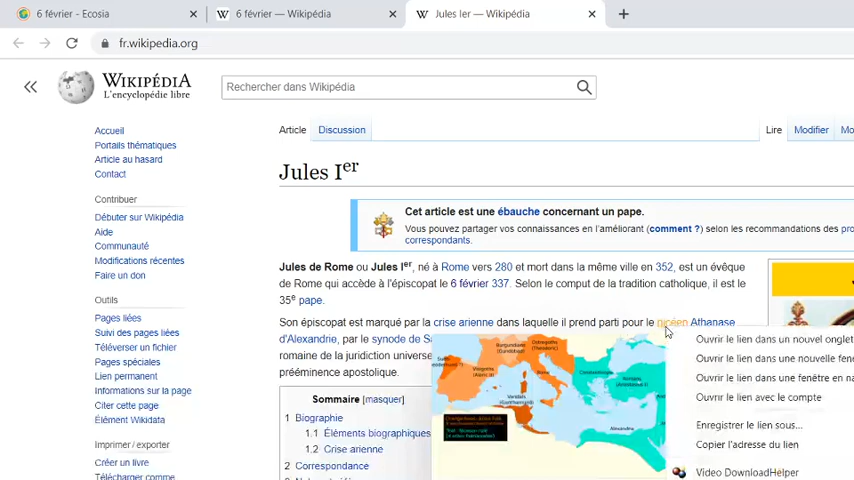 6 février - Ecosia
6 février — Wikipédia
Jules Ier — Wikipédia
fr.wikipedia.org
WIKIPÉDIA
L'encyclopédie libre
Rechercher dans Wikipédia
Accueil
Portails thématiques
Article au hasard
Contact
Contribuer
Débuter sur Wikipédia
Aide
Communauté
Modifications récentes
Faire un don
Outils
Pages liées
Suivi des pages liées
Téléverser un fichier
Pages spéciales
Lien permanent
Informations sur la page
Citer cette page
Élément Wikidata
Imprimer / exporter
Créer un livre
Télécharger comme
Article Discussion
Lire Modifier
Jules Ier
Cet article est une ébauche concernant un pape.
Vous pouvez partager vos connaissances en l'améliorant (comment ?) selon les recommandations des
correspondants.
Jules de Rome ou Jules Ier, né à Rome vers 280 et mort dans la même ville en 352, est un évêque
de Rome qui accède à l'épiscopat le 6 février 337. Selon le comput de la tradition catholique, il est le
35e pape.
Son épiscopat est marqué par la crise arienne dans laquelle il prend parti pour le nicéen Athanase
d'Alexandrie, par le synode de
romaine de la juridiction
prééminence apostolique.
Sommaire [masquer]
1 Biographie
1.1 Éléments biographiques
1.2 Crise arienne
2 Correspondance
Rome
Alexandrie
Ouvrir le lien dans un nouvel onglet
Ouvrir le lien dans une nouvelle
Ouvrir le lien dans une fenêtre en
Ouvrir le lien avec le compte
Enregistrer le lien sous...
Copier l'adresse du lien
Video DownloadHelper